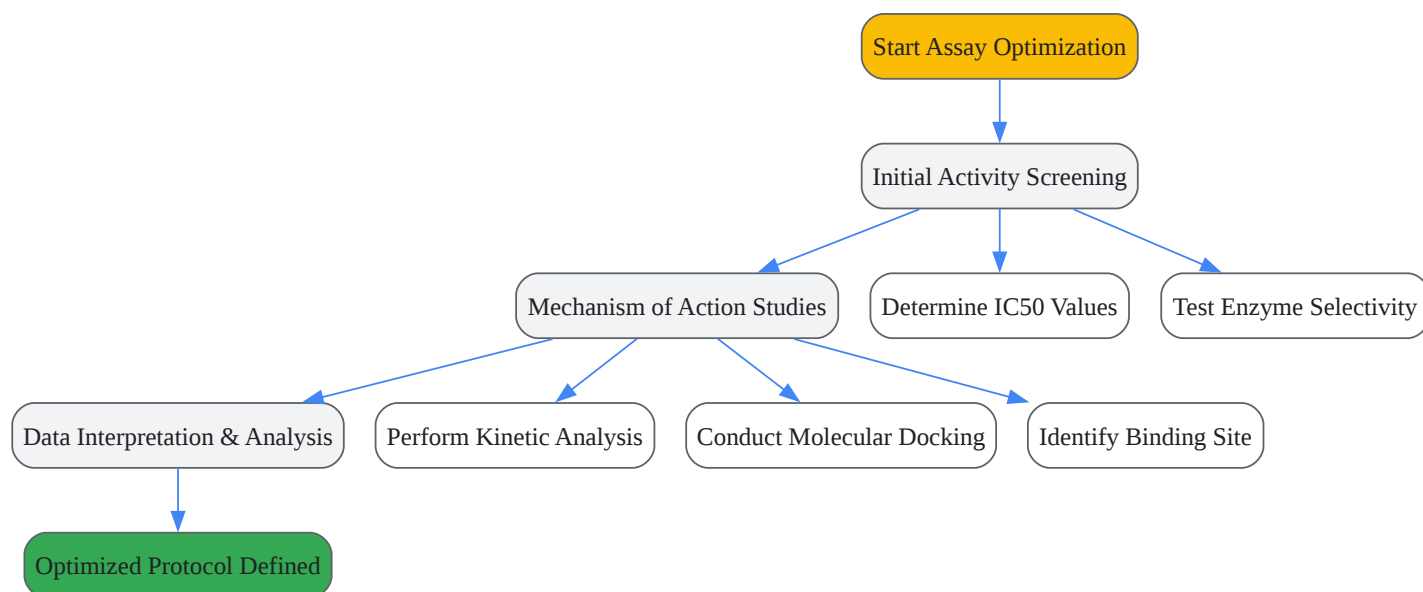 Start Assay Optimization
Initial Activity Screening
Mechanism of Action Studies
Determine IC50 Values
Test Enzyme Selectivity
Data Interpretation & Analysis
Perform Kinetic Analysis
Conduct Molecular Docking
Identify Binding Site
Optimized Protocol Defined